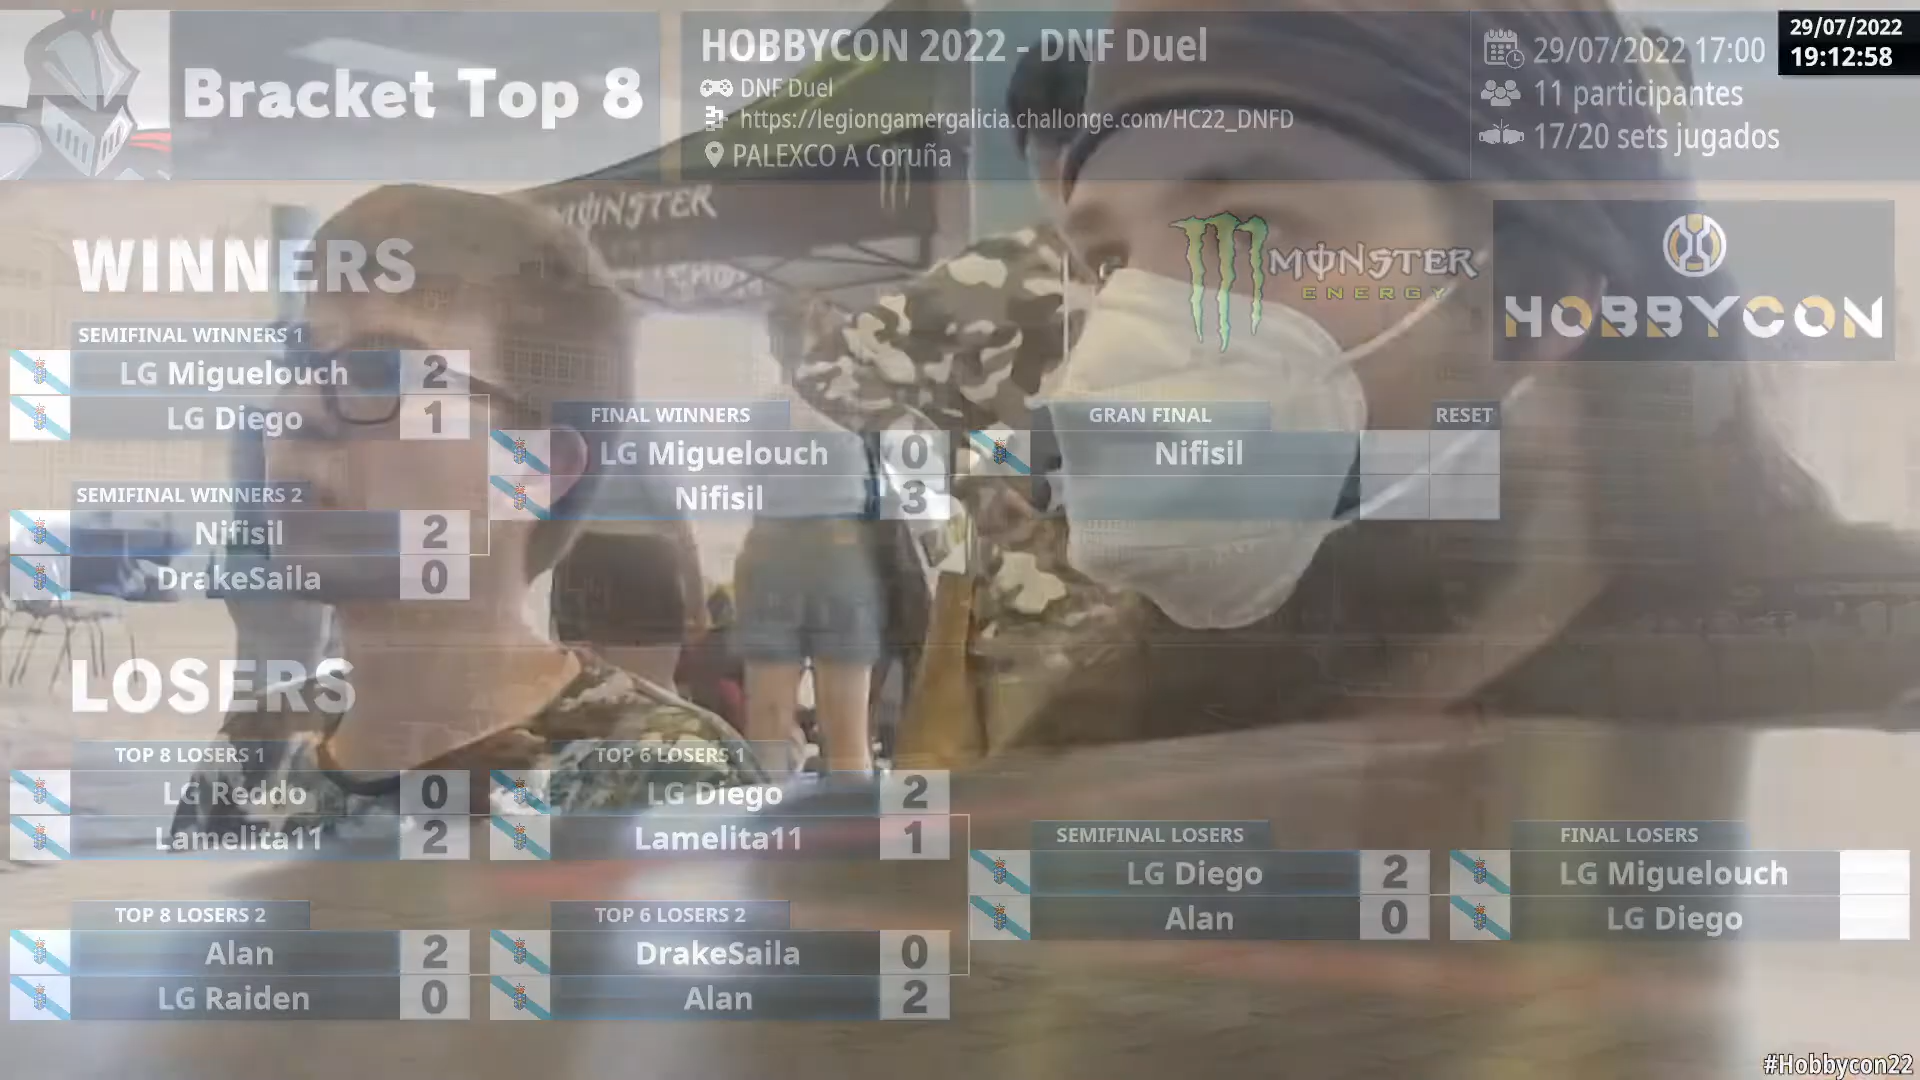 Bracket Top 8
HOBBYCON 2022 - DNF Duel
DNF Duel
https://legiongamergalicia.challonge.com/HC22_DNFD
PALEXCO A Coruña
29/07/2022 17:00
11 participantes
17/20 sets jugados
29/07/2022
19:12:58
MONSTER
MONSTER
ENERGY
HOBBYCON
WINNERS
SEMIFINAL WINNERS 1
LG Miguelouch 2
LG Diego 1
SEMIFINAL WINNERS 2
Nifisil 2
DrakeSaila 0
FINAL WINNERS
LG Miguelouch 0
Nifisil 3
GRAN FINAL RESET
Nifisil
LOSERS
TOP 8 LOSERS 1
LG Reddo 0
Lamelita11 2
TOP 8 LOSERS 2
Alan 2
LG Raiden 0
TOP 6 LOSERS 1
LG Diego 2
Lamelita11 1
TOP 6 LOSERS 2
DrakeSaila 0
Alan 2
SEMIFINAL LOSERS
LG Diego 2
Alan 0
FINAL LOSERS
LG Miguelouch
LG Diego
#Hobbycon22